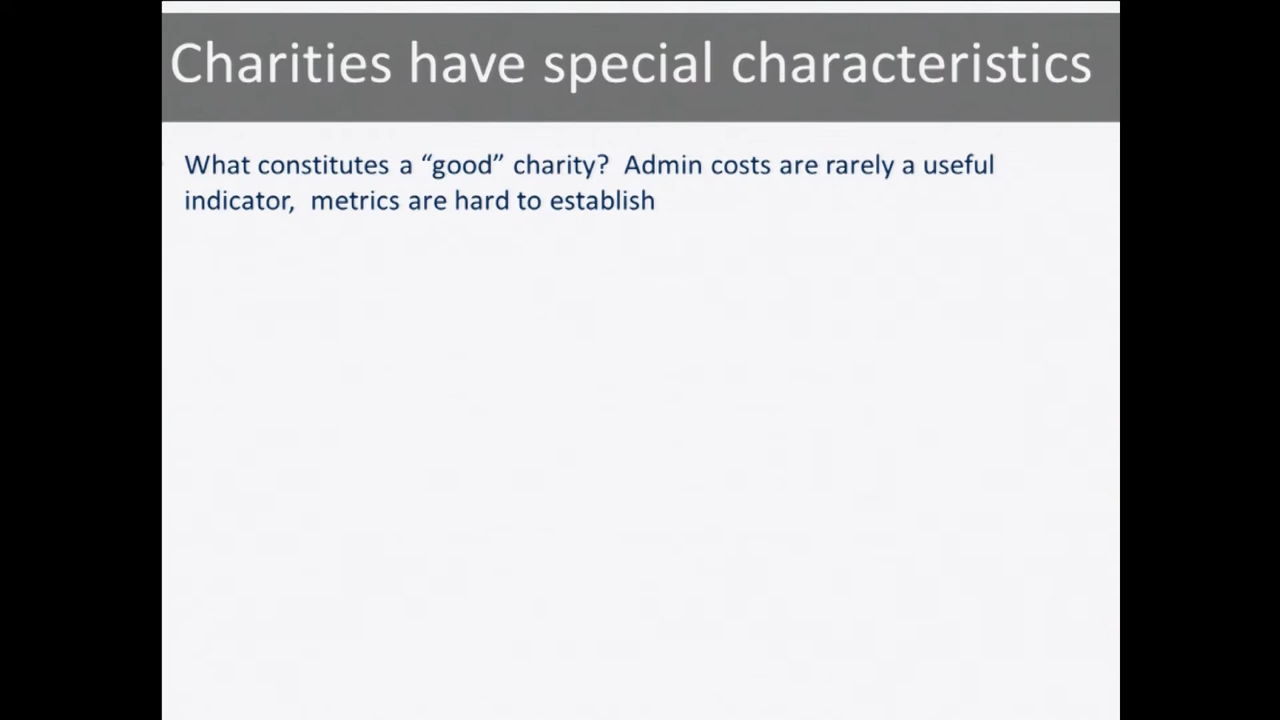 Charities have special characteristics
What constitutes a “good” charity?  Admin costs are rarely a useful
indicator,  metrics are hard to establish